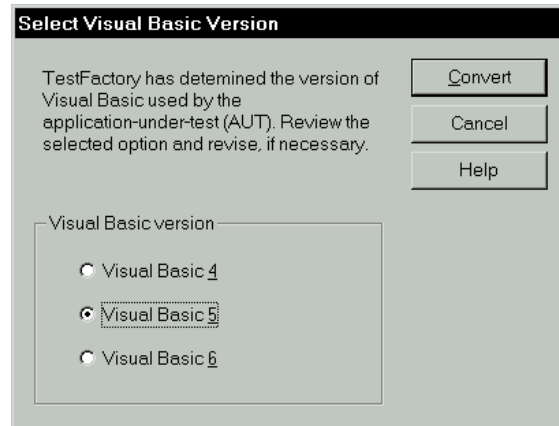 Select Visual Basic Version
TestFactory has detemined the version of
Visual Basic used by the
application-under-test (AUT). Review the
selected option and revise, if necessary.
Convert
Cancel
Help
Visual Basic version
Visual Basic 4
Visual Basic 5
Visual Basic 6